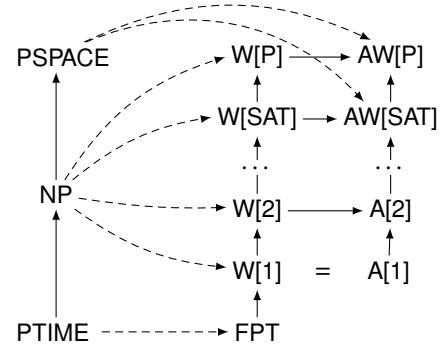 PSPACE W[P] AW[P]
W[SAT] AW[SAT]
... ...
NP W[2] A[2]
W[1] = A[1]
PTIME FPT